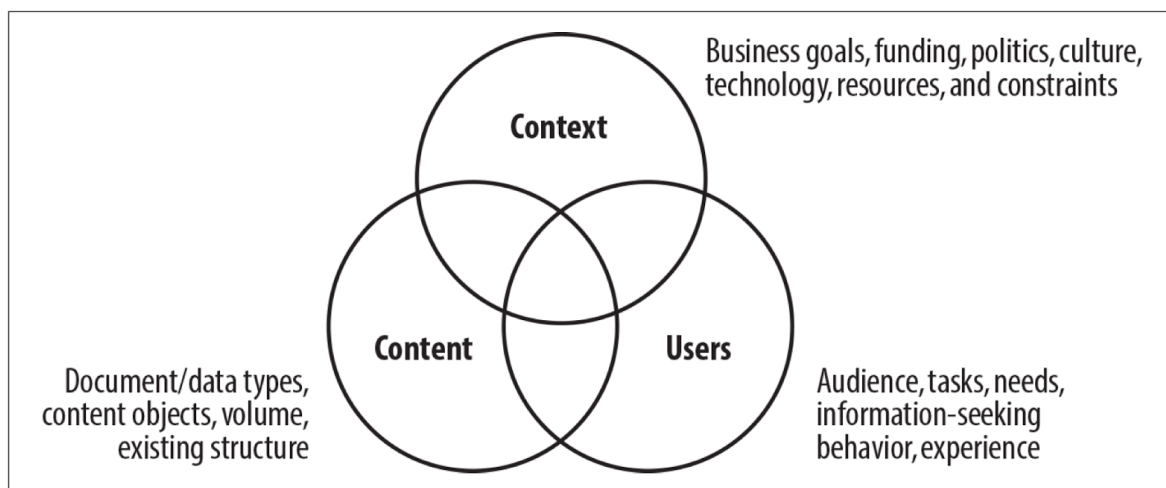 Business goals, funding, politics, culture,
technology, resources, and constraints
Context
Content
Users
Document/data types,
content objects, volume,
existing structure
Audience, tasks, needs,
information-seeking
behavior, experience